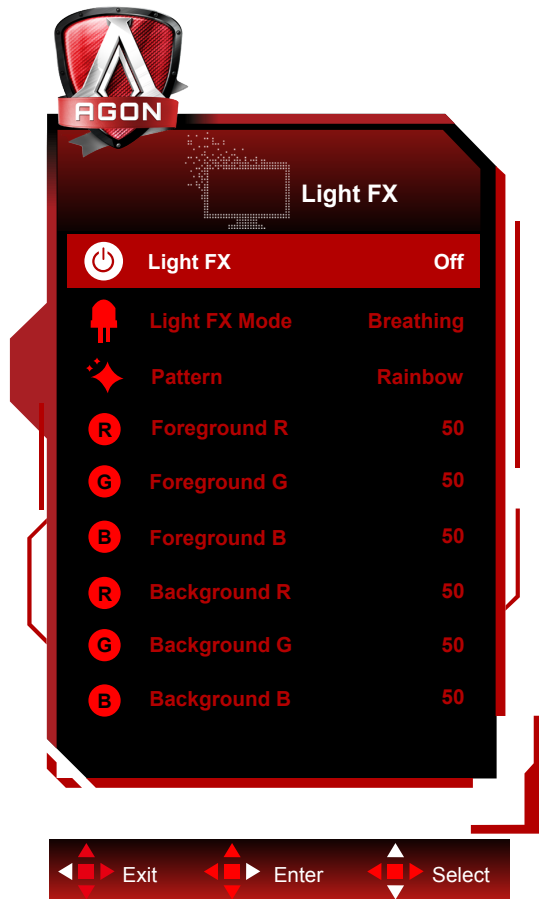 AGON
Light FX
Light FX Off
Light FX Mode Breathing
Pattern Rainbow
R Foreground R 50
G Foreground G 50
B Foreground B 50
R Background R 50
G Background G 50
B Background B 50
Exit Enter Select